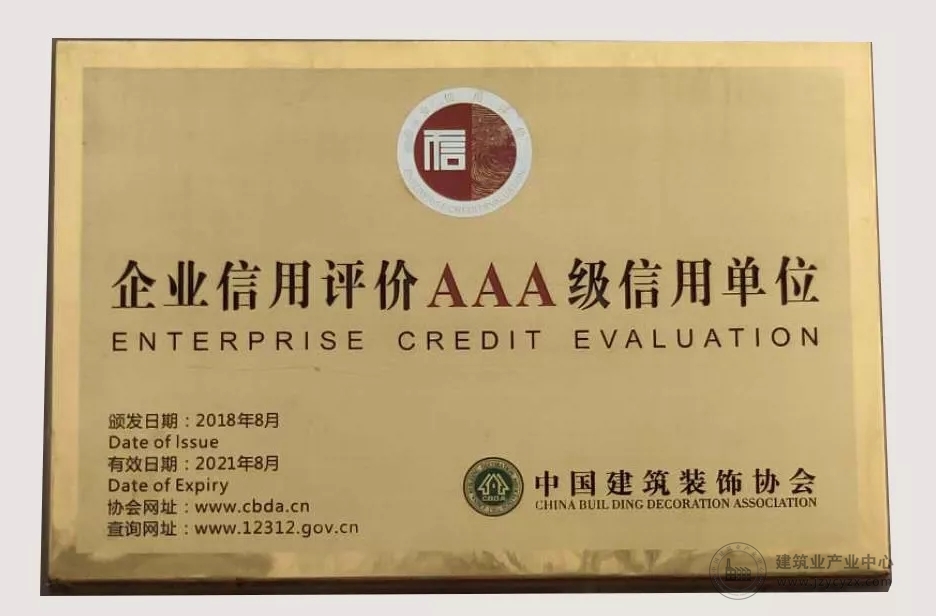 信
企业信用评价AAA级信用单位
ENTERPRISE CREDIT EVALUATION
颁发日期：2018年8月
Date of Issue
有效日期：2021年8月
Date of Expiry
协会网址：www.cbda.cn
查询网址：www.12312.gov.cn
CBDA
中国建筑装饰协会
CHINA BUIL DING DECORATION ASSOCIATION
建筑业产业中心